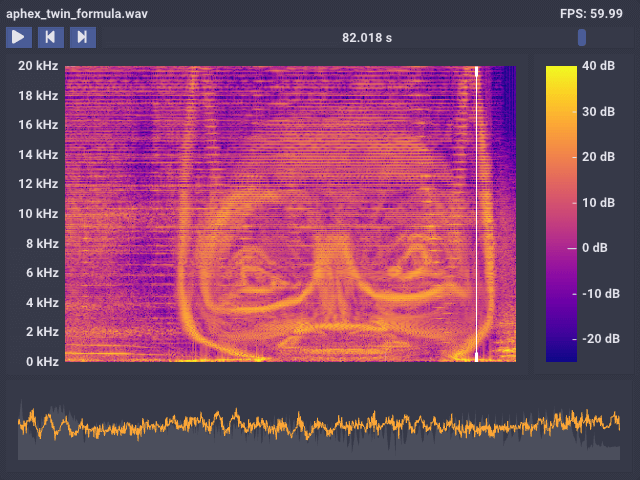 aphex_twin_formula.wav
FPS: 59.99
82.018 s
20 kHz
18 kHz
16 kHz
14 kHz
12 kHz
10 kHz
8 kHz
6 kHz
4 kHz
2 kHz
0 kHz
40 dB
30 dB
20 dB
10 dB
0 dB
-10 dB
-20 dB